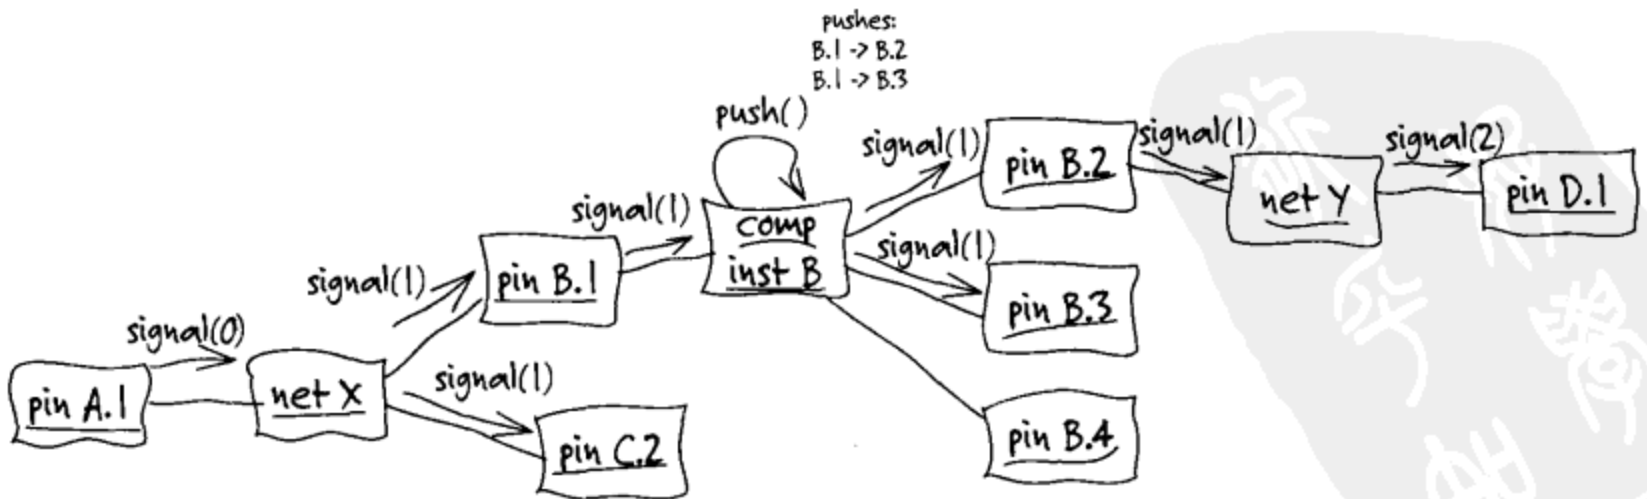 pushes:
B.1 -> B.2
B.1 -> B.3
push()
signal(1)
pin B.2
signal(1)
net Y
signal(2)
pin D.1
signal(1)
comp
inst B
signal(1)
pin B.3
signal(1)
pin B.1
signal(0)
pin A.1
net X
signal(1)
pin C.2
pin B.4